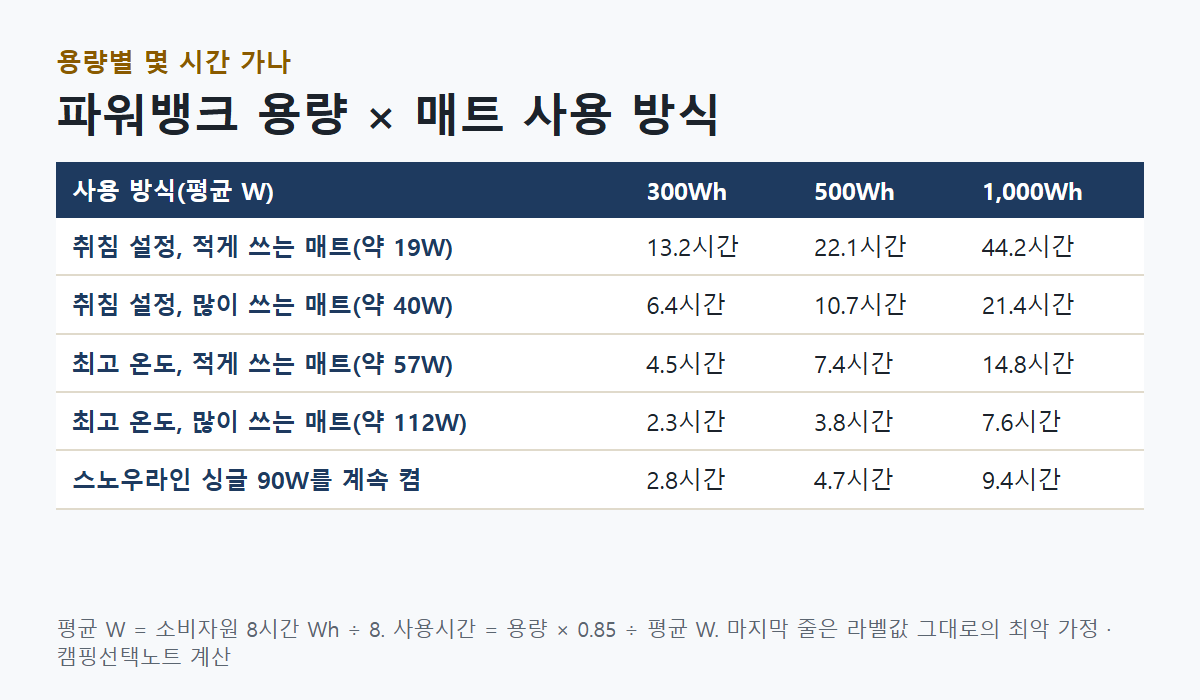 용량별 몇 시간 가나
파워뱅크 용량 × 매트 사용 방식
사용 방식(평균 W) 300Wh 500Wh 1,000Wh
취침 설정, 적게 쓰는 매트(약 19W) 13.2시간 22.1시간 44.2시간
취침 설정, 많이 쓰는 매트(약 40W) 6.4시간 10.7시간 21.4시간
최고 온도, 적게 쓰는 매트(약 57W) 4.5시간 7.4시간 14.8시간
최고 온도, 많이 쓰는 매트(약 112W) 2.3시간 3.8시간 7.6시간
스노우라인 싱글 90W를 계속 켬 2.8시간 4.7시간 9.4시간
평균 W = 소비자원 8시간 Wh ÷ 8. 사용시간 = 용량 × 0.85 ÷ 평균 W. 마지막 줄은 라벨값 그대로의 최악 가정 ·
캠핑선택노트 계산